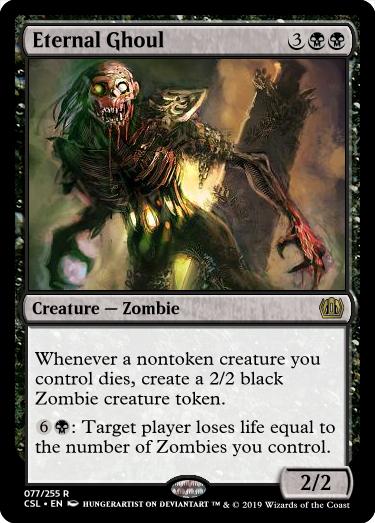 Eternal Ghoul 3
Creature — Zombie
Whenever a nontoken creature you
control dies, create a 2/2 black
Zombie creature token.
6 : Target player loses life equal to
the number of Zombies you control.
2/2
077/255 R
CSL • EN HUNGERARTIST ON DEVIANTART ™ & © 2019 Wizards of the Coast